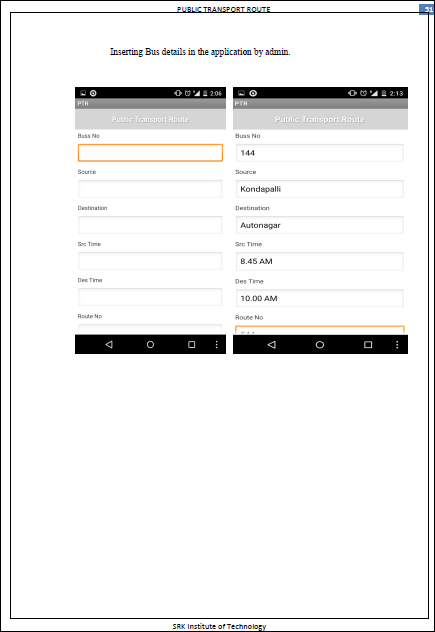 PUBLIC TRANSPORT ROUTE
51
Inserting Bus details in the application by admin.
2:06
PTR
Public Transport Route
Buss No
Source
Destination
Src Time
Des Time
Route No
2:13
PTR
Public Transport Route
Buss No
144
Source
Kondapalli
Destination
Autonagar
Src Time
8.45 AM
Des Time
10.00 AM
Route No
SRK Institute of Technology